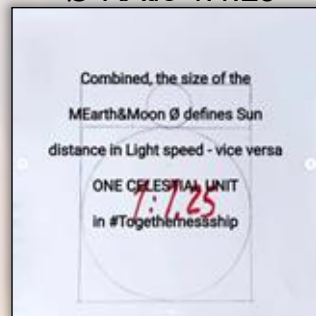 Combined, the size of the
MEarth&Moon Ø defines Sun
distance in Light speed - vice versa
ONE CELESTIAL UNIT
1:1.25
in #Togethernessship